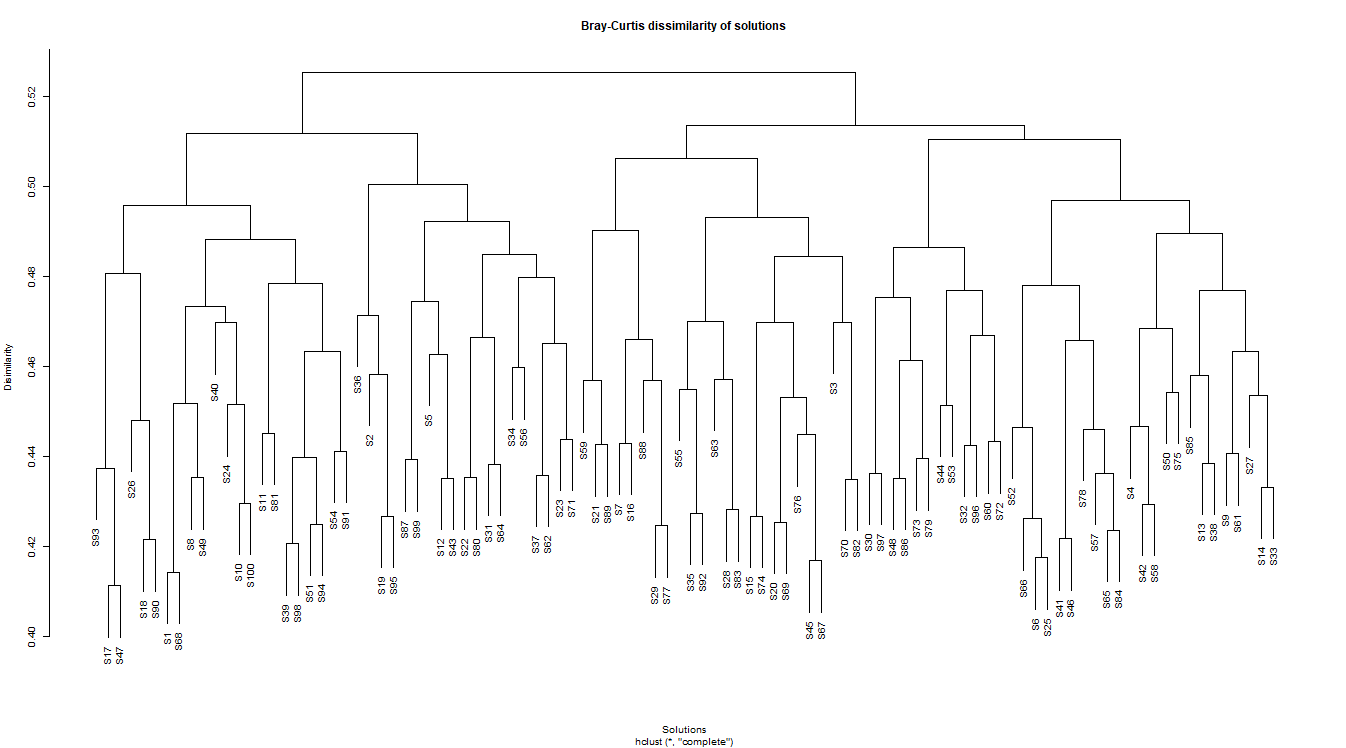 Bray-Curtis dissimilarity of solutions
Disimilarity
0.52
0.50
0.48
0.46
0.44
0.42
0.40
S93
S17
S47
S26
S18
S90
S1
S68
S8
S49
S40
S24
S10
S100
S11
S81
S39
S98
S51
S94
S54
S91
S36
S2
S19
S95
S87
S99
S5
S12
S43
S22
S80
S31
S64
S34
S56
S37
S62
S23
S71
S59
S21
S89
S7
S16
S88
S29
S77
S55
S35
S92
S63
S28
S83
S15
S74
S20
S69
S76
S45
S67
S3
S70
S82
S30
S97
S48
S86
S73
S79
S44
S53
S32
S96
S60
S72
S52
S66
S6
S25
S41
S46
S78
S57
S65
S84
S4
S42
S58
S50
S75
S85
S13
S38
S9
S61
S27
S14
S33
Solutions
hclust (*, "complete")